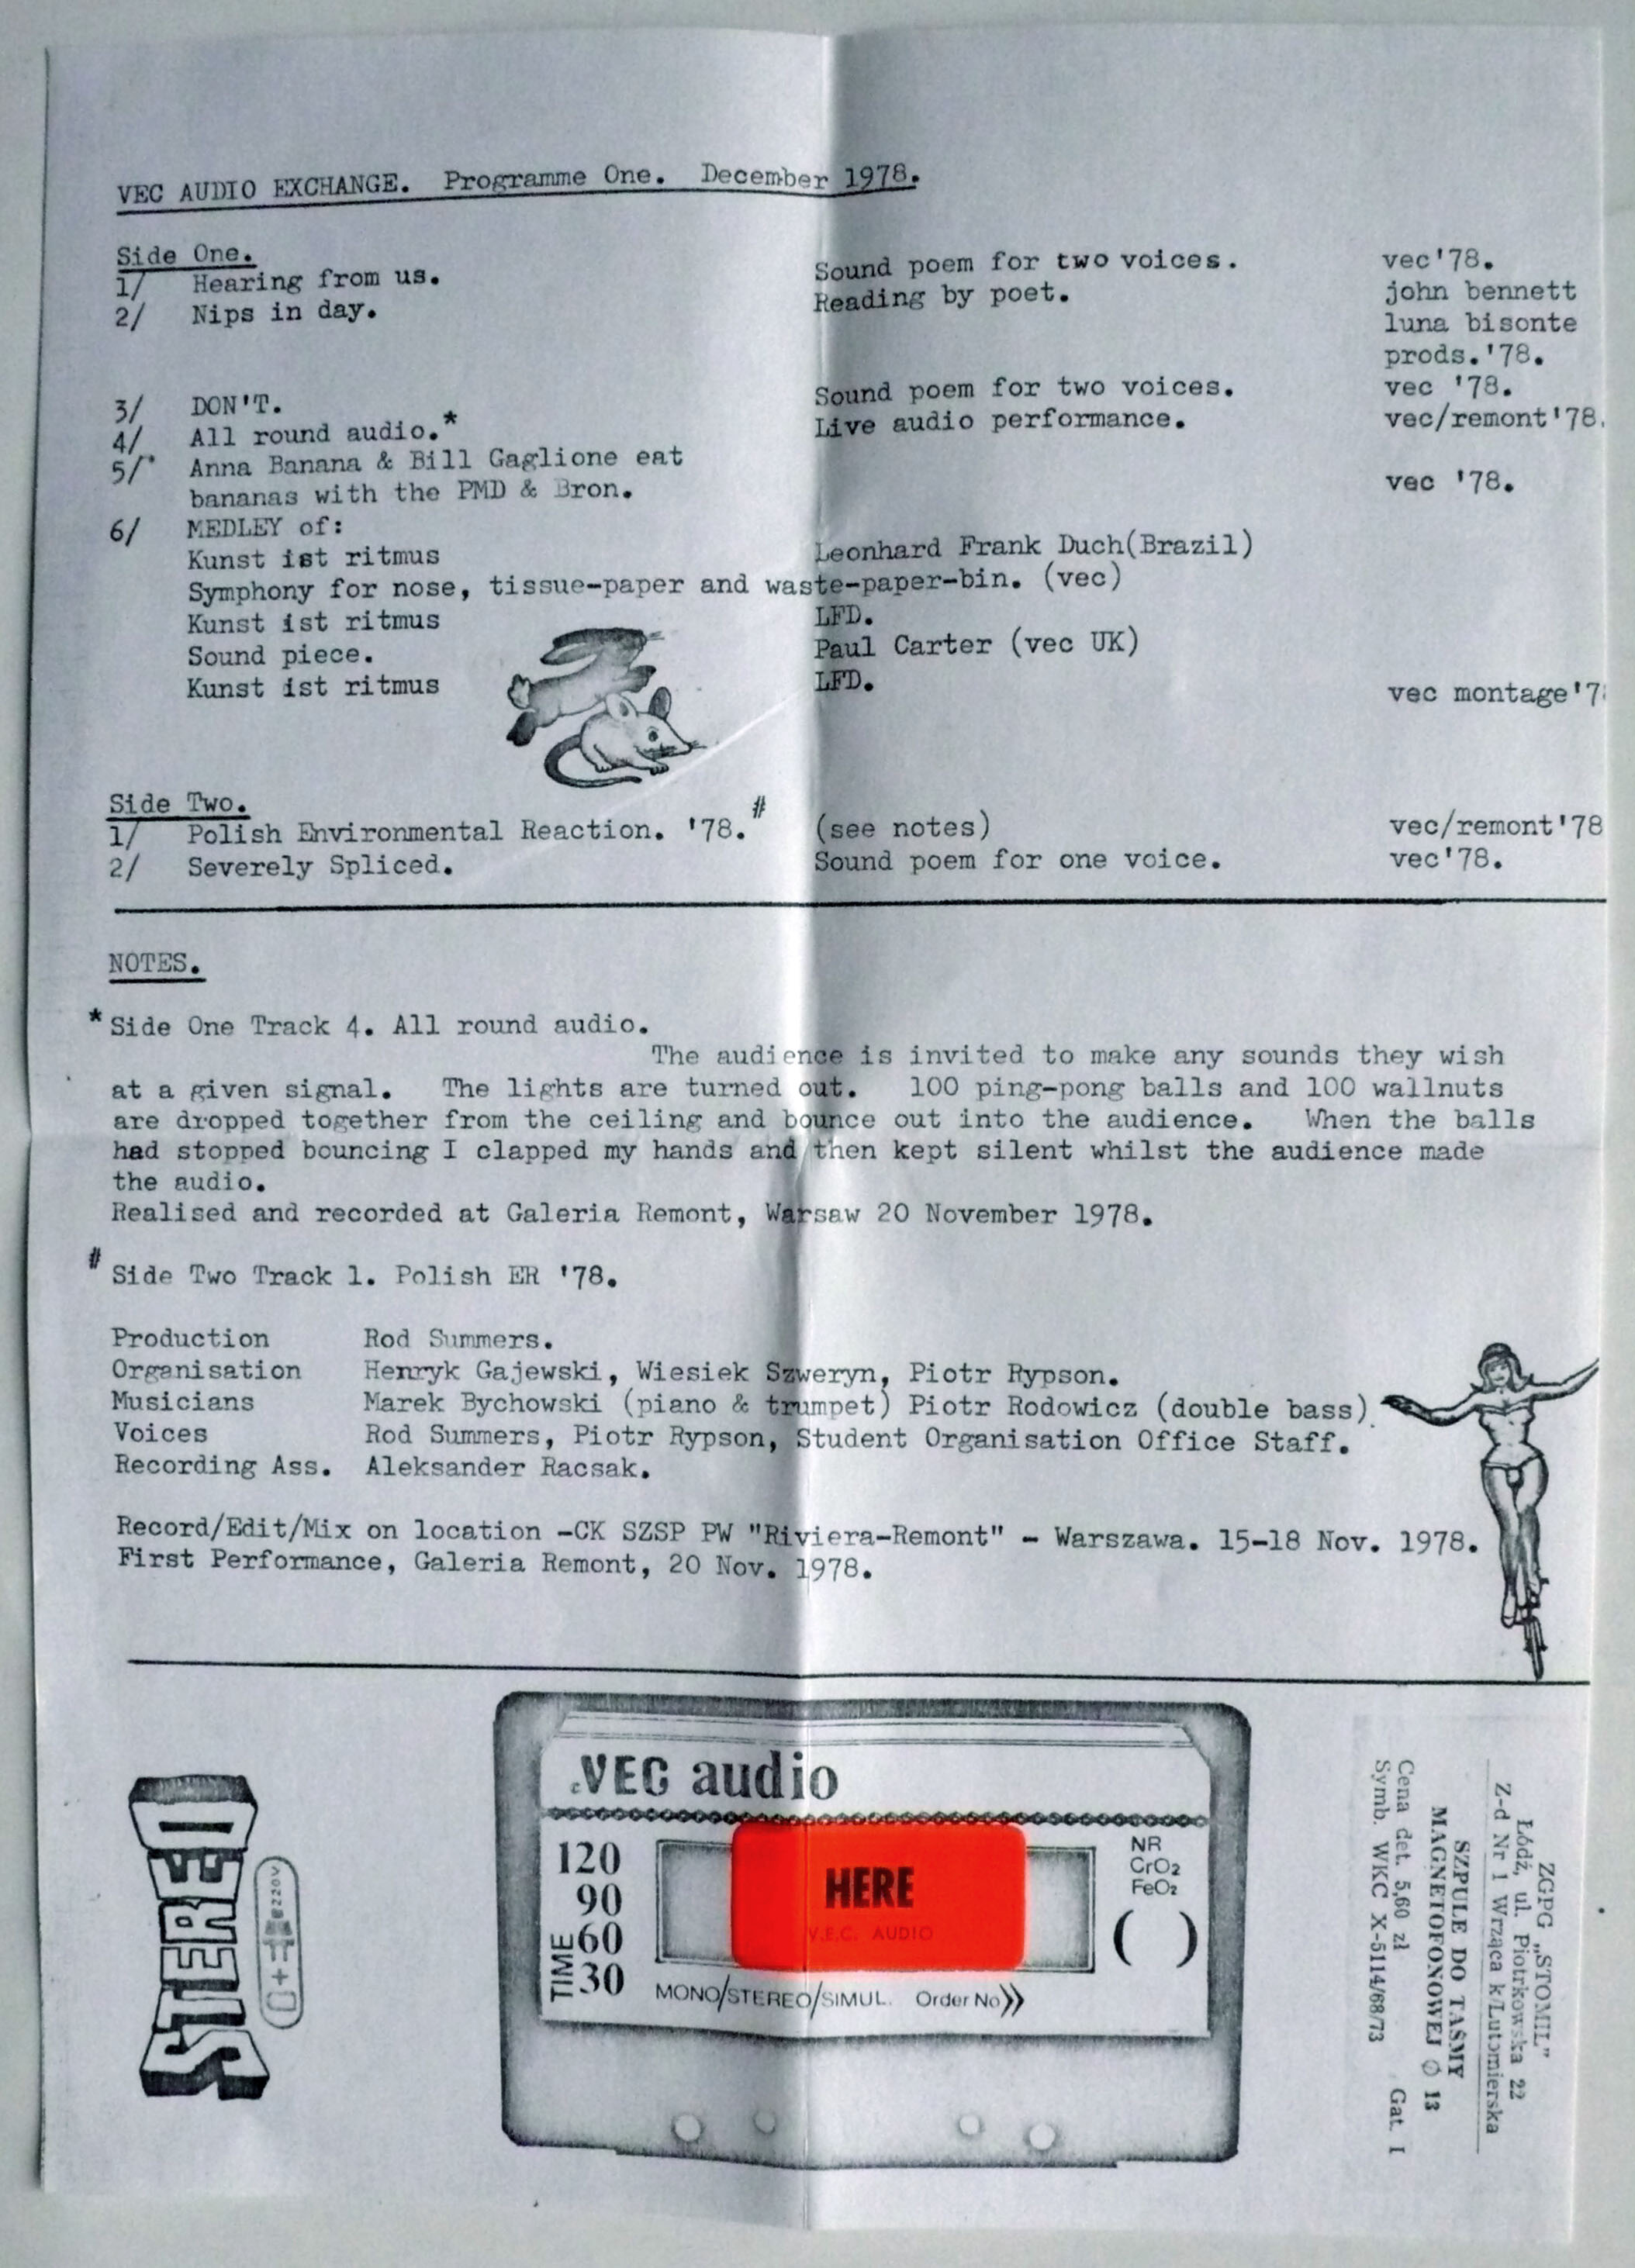 VEC AUDIO EXCHANGE. Programme One. December 1978.
Side One.
1/ Hearing from us. Sound poem for two voices. vec'78.
2/ Nips in day. Reading by poet. john bennett
luna bisonte
prods.'78.
3/ DON'T. Sound poem for two voices. vec '78.
4/ All round audio.* Live audio performance. vec/remont'78.
5/ Anna Banana & Bill Gaglione eat
bananas with the PMD & Bron. vec '78.
6/ MEDLEY of:
Kunst ist ritmus Leonhard Frank Duch(Brazil)
Symphony for nose, tissue-paper and waste-paper-bin. (vec)
Kunst ist ritmus LFD.
Sound piece. Paul Carter (vec UK)
Kunst ist ritmus LFD. vec montage'7
Side Two.
1/ Polish Environmental Reaction. '78.# (see notes) vec/remont'78
2/ Severely Spliced. Sound poem for one voice. vec'78.
NOTES.
* Side One Track 4. All round audio.
The audience is invited to make any sounds they wish
at a given signal. The lights are turned out. 100 ping-pong balls and 100 wallnuts
are dropped together from the ceiling and bounce out into the audience. When the balls
had stopped bouncing I clapped my hands and then kept silent whilst the audience made
the audio.
Realised and recorded at Galeria Remont, Warsaw 20 November 1978.
# Side Two Track 1. Polish ER '78.
Production Rod Summers.
Organisation Henryk Gajewski, Wiesiek Szweryn, Piotr Rypson.
Musicians Marek Bychowski (piano & trumpet) Piotr Rodowicz (double bass).
Voices Rod Summers, Piotr Rypson, Student Organisation Office Staff.
Recording Ass. Aleksander Racsak.
Record/Edit/Mix on location -CK SZSP PW "Riviera-Remont" - Warszawa. 15-18 Nov. 1978.
First Performance, Galeria Remont, 20 Nov. 1978.
STEREO
VEC audio
120
90
60
30
TIME
HERE
V.E.C. AUDIO
NR
CrO2
FeO2
( )
MONO/STEREO/SIMUL. Order No»
ZGPG „STOMIL”
Łódź, ul. Piotrkowska 22
Z-d Nr 1 Wrząca k/Lutomierska
SZPULE DO TAŚMY
MAGNETOFONOWEJ ∅ 13
Cena det. 5,60 zł Gat. I
Symb. WKC X-5114/68/73